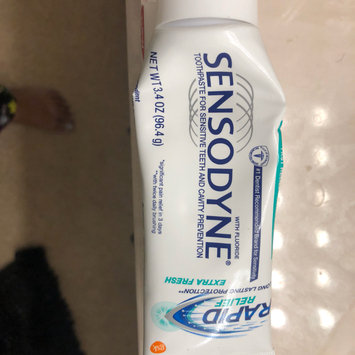 SENSODYNE®
WITH FLUORIDE
TOOTHPASTE FOR SENSITIVE TEETH AND CAVITY PREVENTION
NET WT 3.4 OZ (96.4 g)
*Significant pain relief in 3 days
**with twice daily brushing
#1 Dentist Recommended Brand for Sensitive
RAPID
RELIEF
LONG LASTING PROTECTION**
EXTRA FRESH
gsk